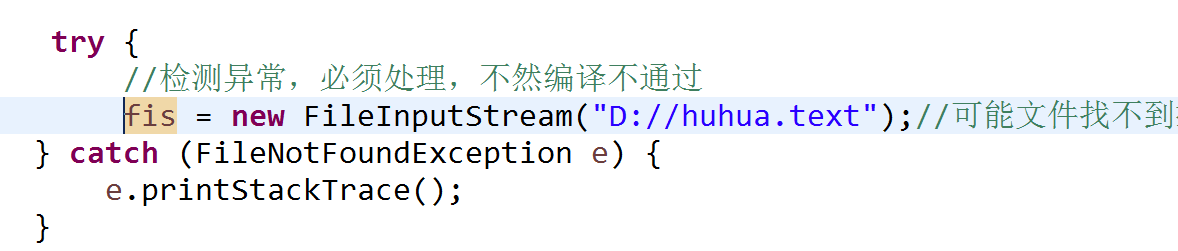 try {
//检测异常，必须处理，不然编译不通过
fis = new FileInputStream("D://huhua.text");//可能文件找不到
} catch (FileNotFoundException e) {
e.printStackTrace();
}